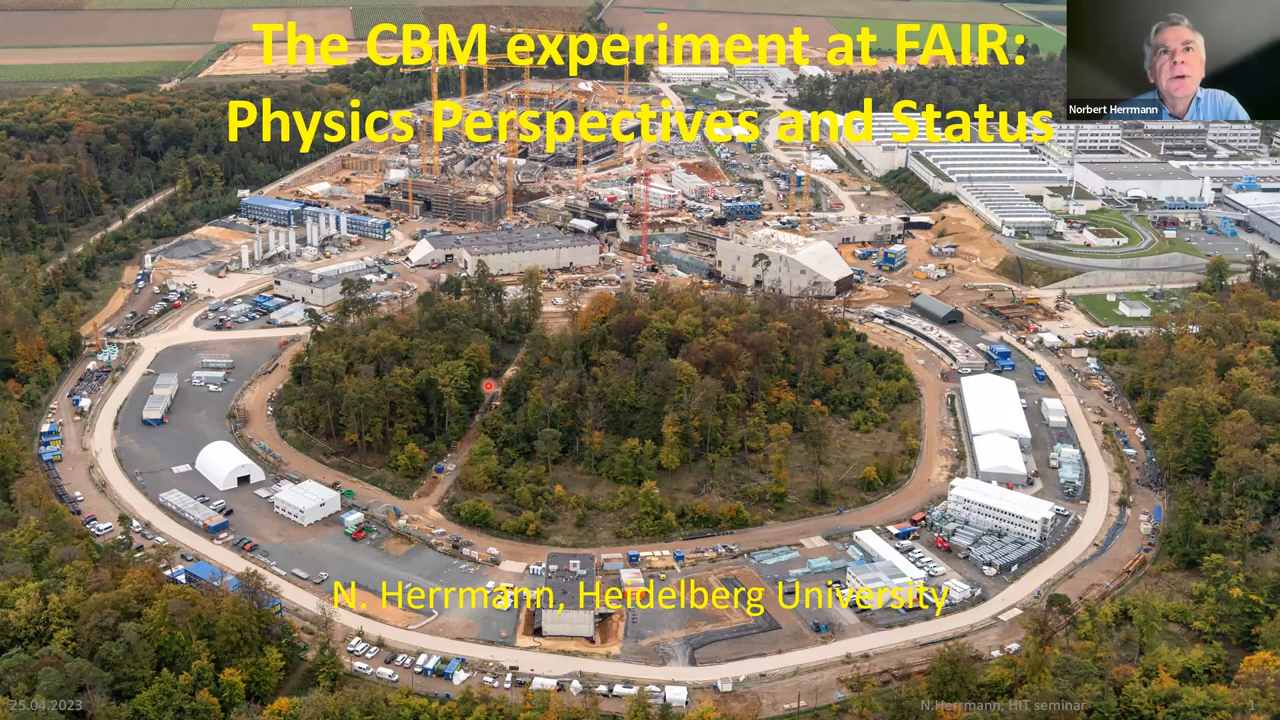 The CBM experiment at FAIR:
Physics Perspectives and Status
Norbert Herrmann
N. Herrmann, Heidelberg University
25.04.2023
N.Herrmann, HIT seminar
1